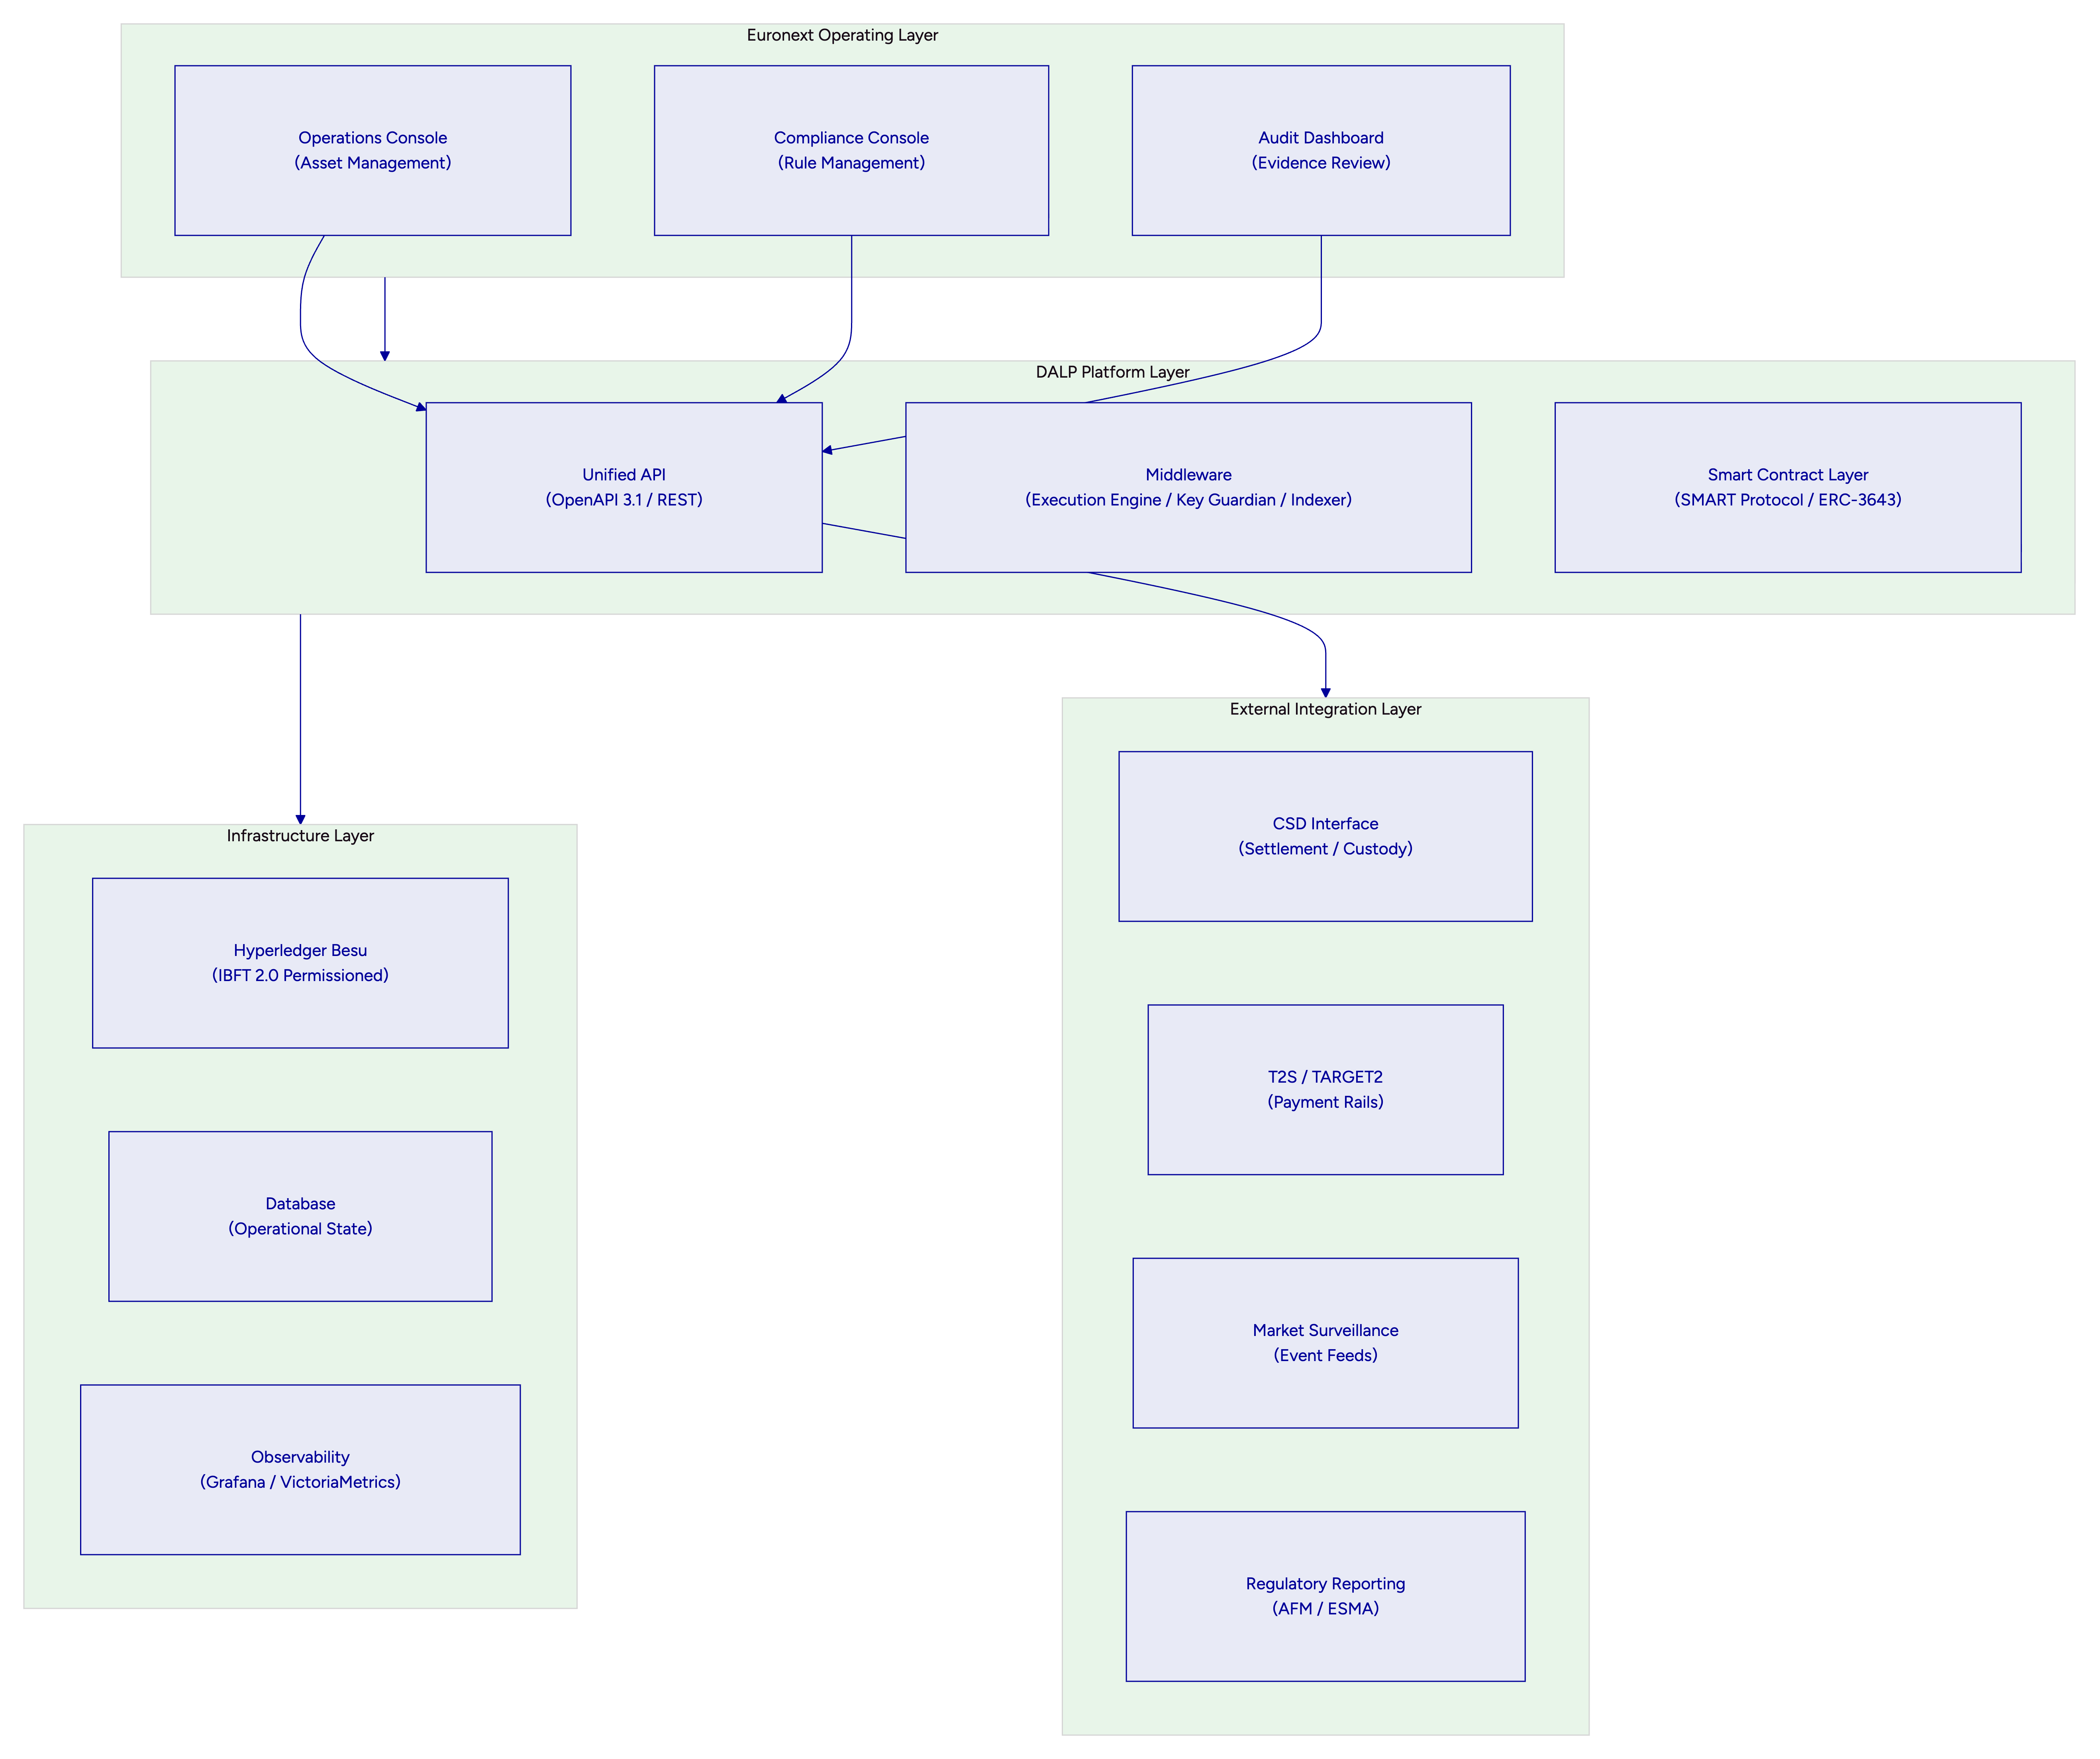 Euronext Operating Layer
Operations Console
(Asset Management)
Compliance Console
(Rule Management)
Audit Dashboard
(Evidence Review)
DALP Platform Layer
Unified API
(OpenAPI 3.1 / REST)
Middleware
(Execution Engine / Key Guardian / Indexer)
Smart Contract Layer
(SMART Protocol / ERC-3643)
Infrastructure Layer
Hyperledger Besu
(IBFT 2.0 Permissioned)
Database
(Operational State)
Observability
(Grafana / VictoriaMetrics)
External Integration Layer
CSD Interface
(Settlement / Custody)
T2S / TARGET2
(Payment Rails)
Market Surveillance
(Event Feeds)
Regulatory Reporting
(AFM / ESMA)